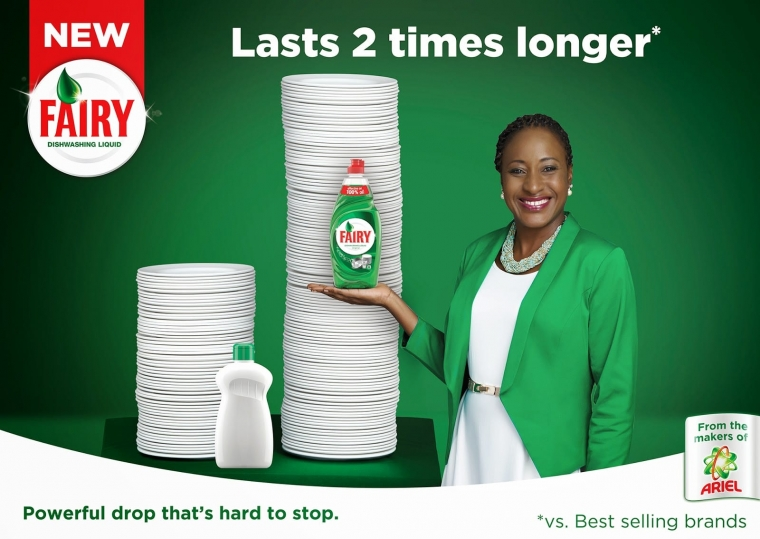 NEW
FAIRY
DISHWASHING LIQUID
Lasts 2 times longer*
100%
FAIRY
From the
makers of
ARIEL
Powerful drop that's hard to stop.
*vs. Best selling brands